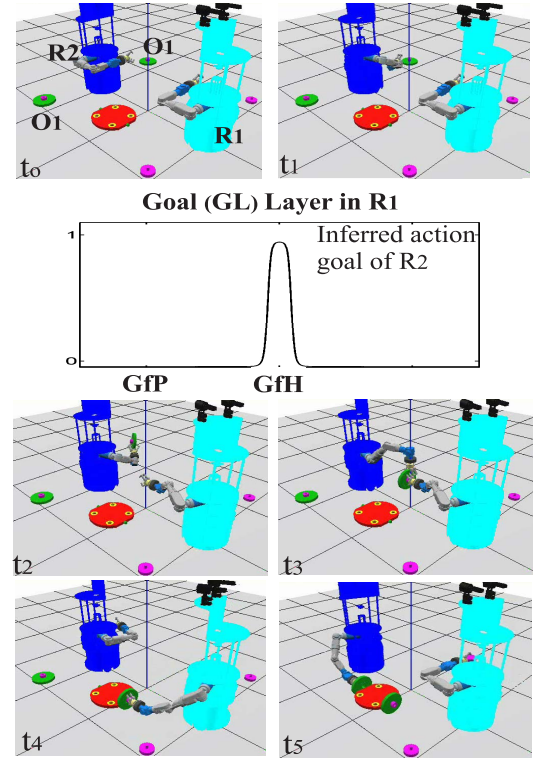 R2
O1
O1
R1
to
t1
Goal (GL) Layer in R1
1
Inferred action
goal of R2
0
GfP
GfH
t2
t3
t4
t5